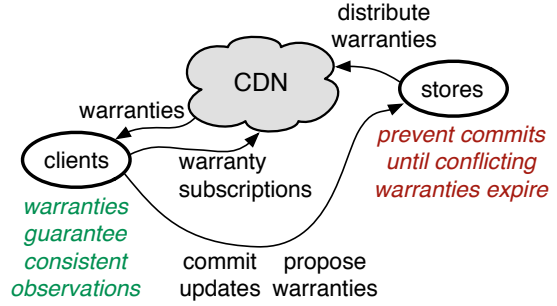 distribute
warranties
CDN
stores
warranties
clients
warranty
subscriptions
prevent commits
until conflicting
warranties expire
warranties
guarantee
consistent
observations
commit
updates
propose
warranties